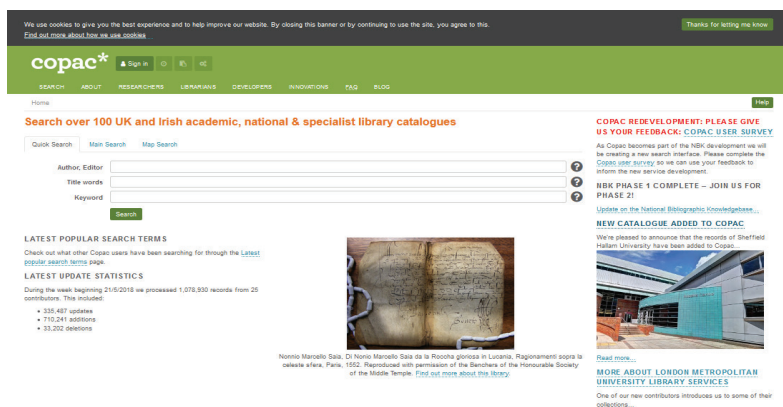 We use cookies to give you the best experience and to help improve our website. By closing this banner or by continuing to use the site, you agree to this.
Find out more about how we use cookies
Thanks for letting me know
copac*
Sign in
SEARCH ABOUT RESEARCHERS LIBRARIANS DEVELOPERS INNOVATIONS FAQ BLOG
Home
Help
Search over 100 UK and Irish academic, national & specialist library catalogues
Quick Search Main Search Map Search
Author, Editor
Title words
Keyword
Search
LATEST POPULAR SEARCH TERMS
Check out what other Copac users have been searching for through the Latest
popular search terms page.
LATEST UPDATE STATISTICS
During the week beginning 21/5/2018 we processed 1,078,930 records from 25
contributors. This included:
• 335,487 updates
• 710,241 additions
• 33,202 deletions
Nonnio Marcello Saia, Di Nonio Marcello Saia da la Roocha gloriosa in Lucania, Ragionamenti sopra la
celeste sfera, Paris, 1552. Reproduced with permission of the Benchers of the Honourable Society
of the Middle Temple. Find out more about this library.
COPAC REDEVELOPMENT: PLEASE GIVE
US YOUR FEEDBACK: COPAC USER SURVEY
As Copac becomes part of the NBK development we will
be creating a new search interface. Please complete the
Copac user survey so we can use your feedback to
inform the new service development.
NBK PHASE 1 COMPLETE – JOIN US FOR
PHASE 2!
Update on the National Bibliographic Knowledgebase...
NEW CATALOGUE ADDED TO COPAC
We're pleased to announce that the records of Sheffield
Hallam University have been added to Copac...
Read more...
MORE ABOUT LONDON METROPOLITAN
UNIVERSITY LIBRARY SERVICES
One of our new contributors introduces us to some of their
collections...